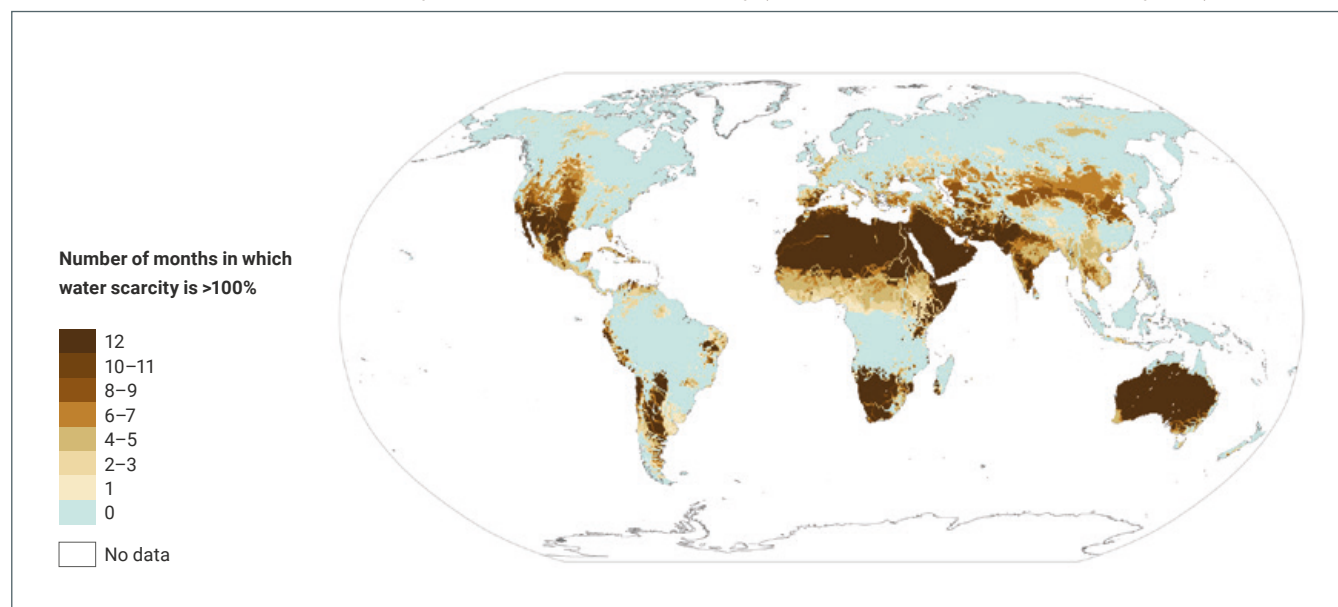 Number of months in which
water scarcity is >100%
12
10–11
8–9
6–7
4–5
2–3
1
0
No data